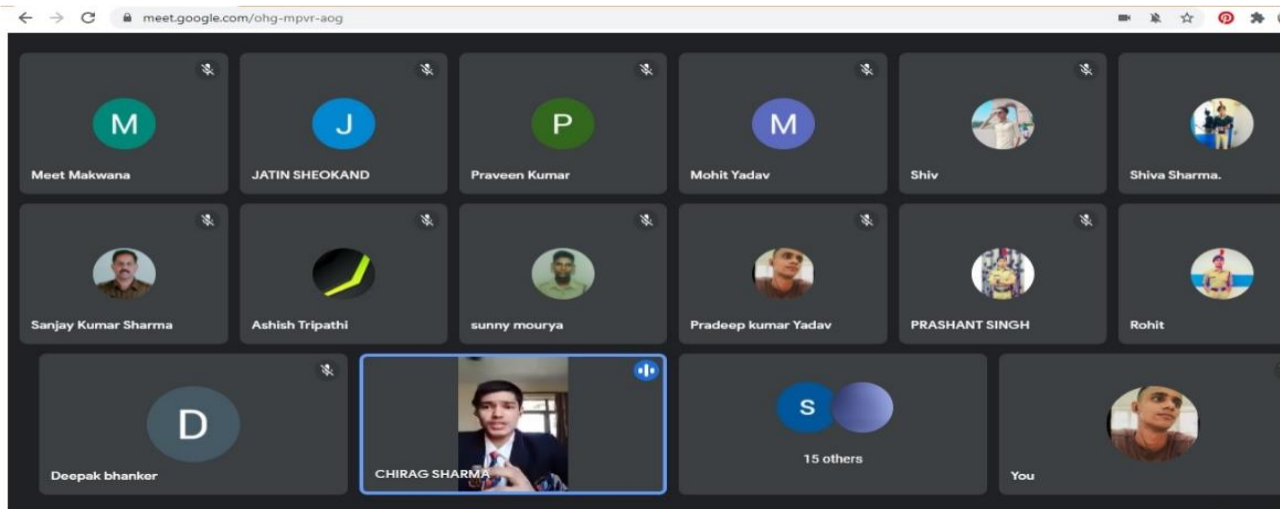 meet.google.com/ohg-mpvr-aog
M
J
P
M
Meet Makwana
JATIN SHEOKAND
Praveen Kumar
Mohit Yadav
Shiv
Shiva Sharma.
Sanjay Kumar Sharma
Ashish Tripathi
sunny mourya
Pradeep kumar Yadav
PRASHANT SINGH
Rohit
D
S
Deepak bhanker
CHIRAG SHARMA
15 others
You